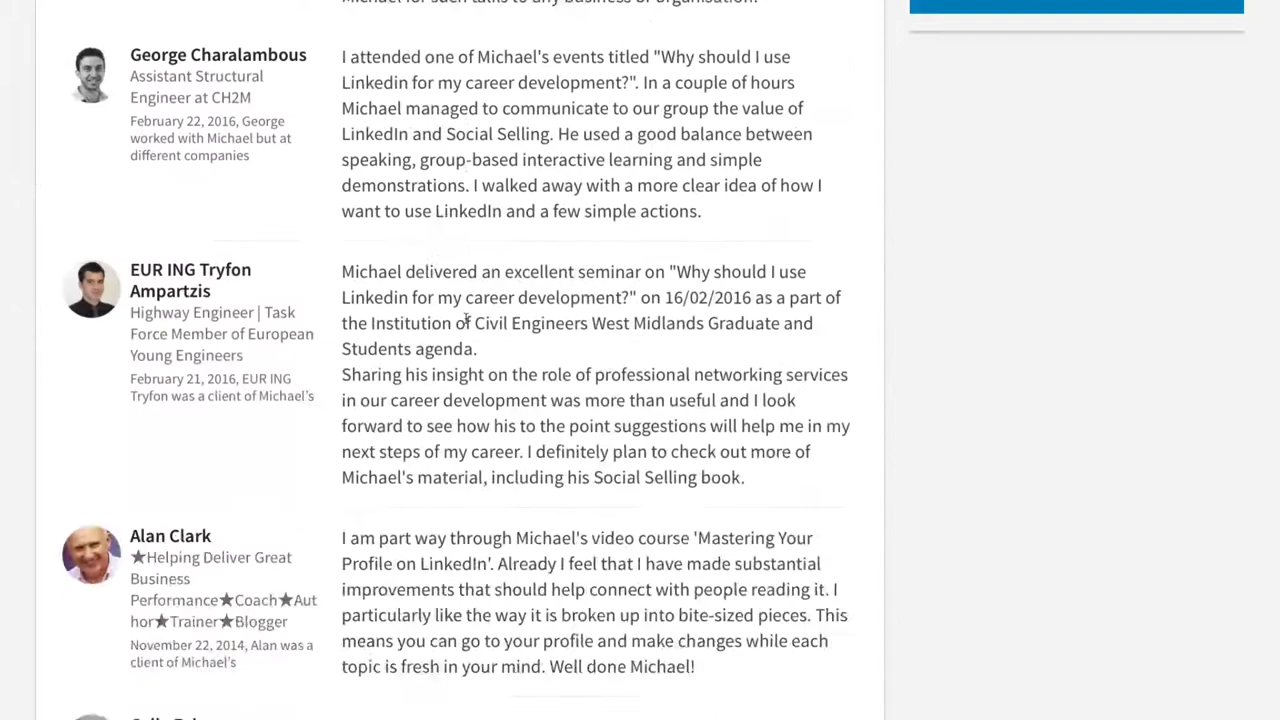 Michael for such talks to any business or organisation.
George Charalambous
Assistant Structural
Engineer at CH2M
February 22, 2016, George
worked with Michael but at
different companies
I attended one of Michael's events titled "Why should I use
Linkedin for my career development?". In a couple of hours
Michael managed to communicate to our group the value of
LinkedIn and Social Selling. He used a good balance between
speaking, group-based interactive learning and simple
demonstrations. I walked away with a more clear idea of how I
want to use LinkedIn and a few simple actions.
EUR ING Tryfon
Ampartzis
Highway Engineer | Task
Force Member of European
Young Engineers
February 21, 2016, EUR ING
Tryfon was a client of Michael's
Michael delivered an excellent seminar on "Why should I use
Linkedin for my career development?" on 16/02/2016 as a part of
the Institution of Civil Engineers West Midlands Graduate and
Students agenda.
Sharing his insight on the role of professional networking services
in our career development was more than useful and I look
forward to see how his to the point suggestions will help me in my
next steps of my career. I definitely plan to check out more of
Michael's material, including his Social Selling book.
Alan Clark
★Helping Deliver Great
Business
Performance★Coach★Aut
hor★Trainer★Blogger
November 22, 2014, Alan was a
client of Michael's
I am part way through Michael's video course 'Mastering Your
Profile on LinkedIn'. Already I feel that I have made substantial
improvements that should help connect with people reading it. I
particularly like the way it is broken up into bite-sized pieces. This
means you can go to your profile and make changes while each
topic is fresh in your mind. Well done Michael!